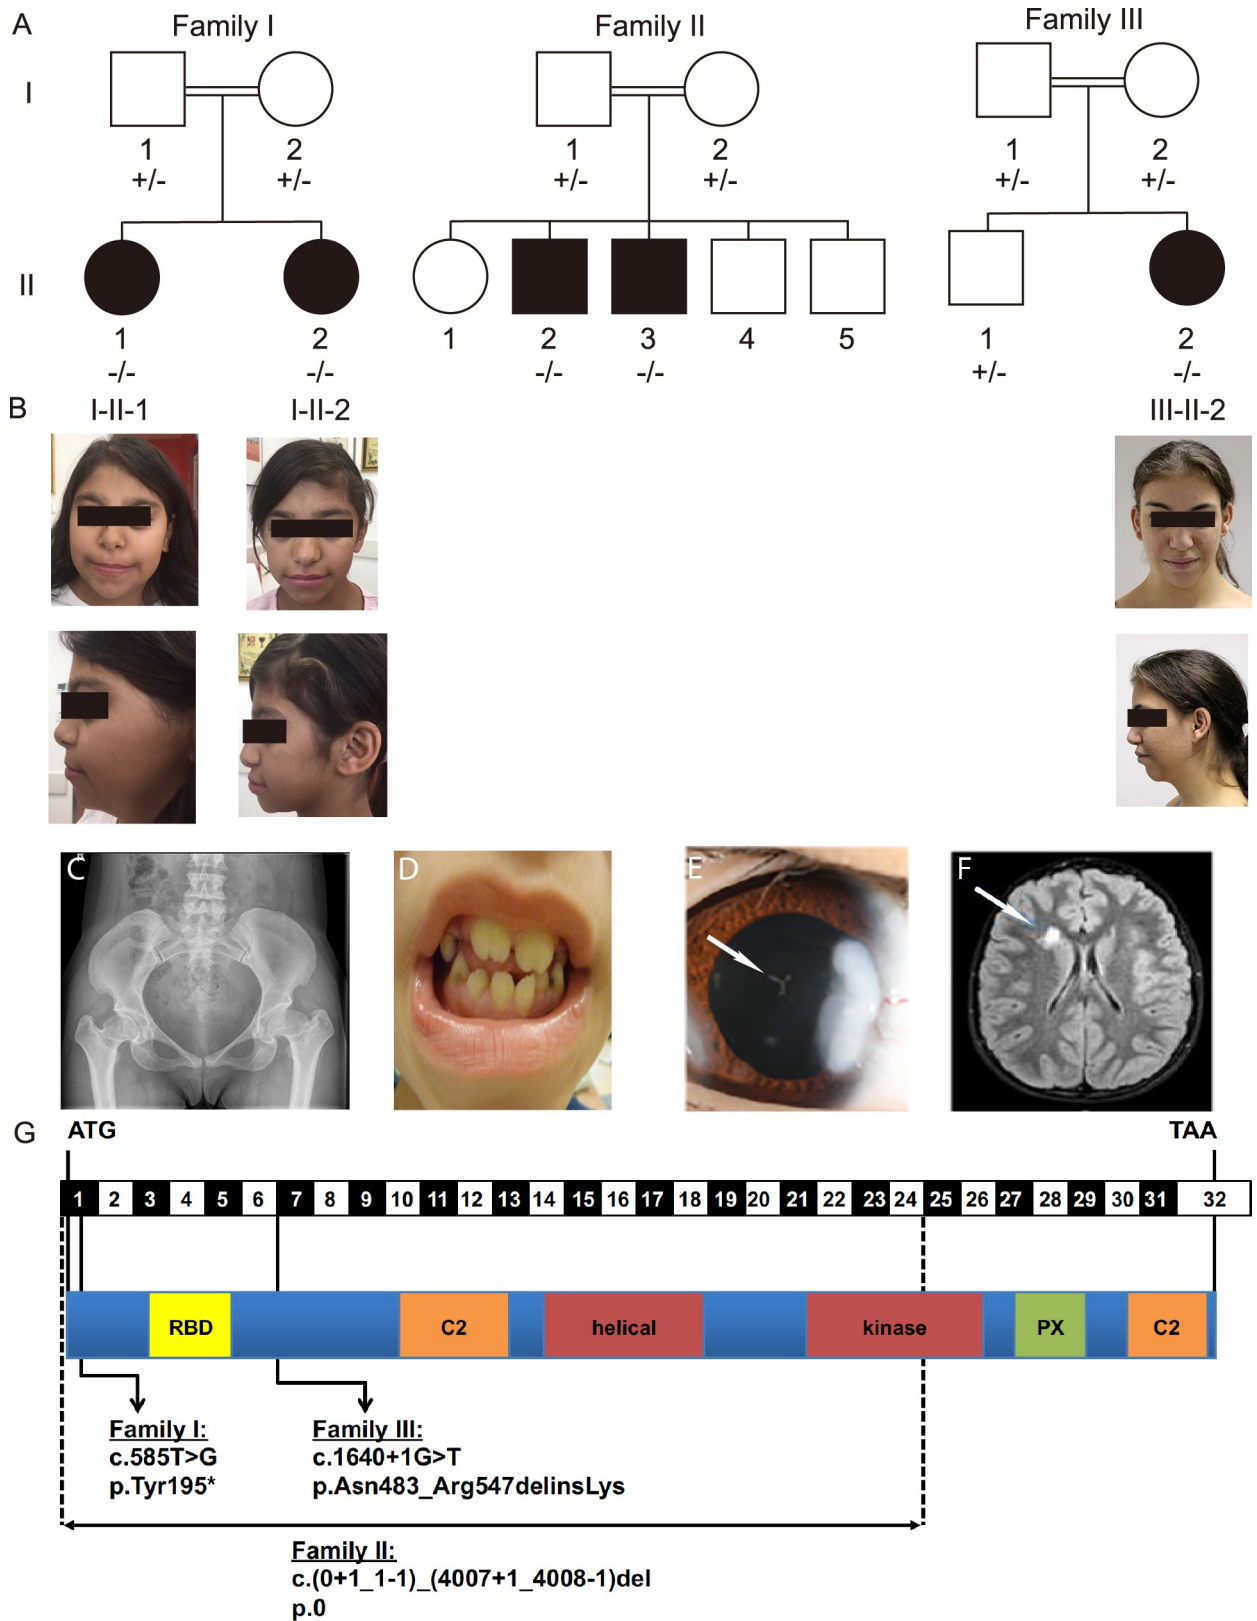 A
Family I
Family II
Family III
I
1
2
1
2
1
2
+/-
+/-
+/-
+/-
+/-
+/-
II
1
2
1
2
3
4
5
1
2
-/-
-/-
-/-
-/-
+/-
-/-
B
I-II-1
I-II-2
III-II-2
C
D
E
F
G
ATG
TAA
1 2 3 4 5 6 7 8 9 10 11 12 13 14 15 16 17 18 19 20 21 22 23 24 25 26 27 28 29 30 31 32
RBD
C2
helical
kinase
PX
C2
Family I:
c.585T>G
p.Tyr195*
Family III:
c.1640+1G>T
p.Asn483_Arg547delinsLys
Family II:
c.(0+1_1-1)_(4007+1_4008-1)del
p.0